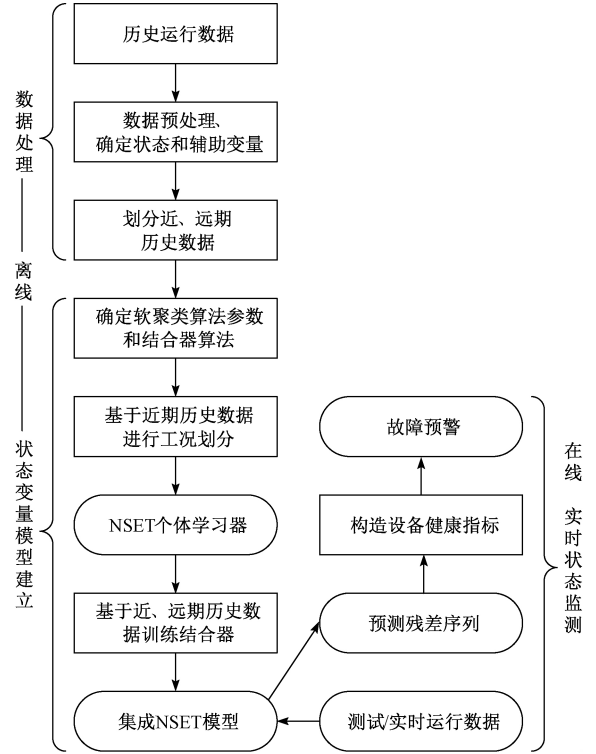 历史运行数据
数据预处理、
确定状态和辅助变量
划分近、远期
历史数据
确定软聚类算法参数
和结合器算法
基于近期历史数据
进行工况划分
NSET个体学习器
基于近、远期历史数
据训练结合器
集成NSET模型
数据处理
离线
状态变量模型建立
故障预警
构造设备健康指标
预测残差序列
测试/实时运行数据
在线 实时状态监测